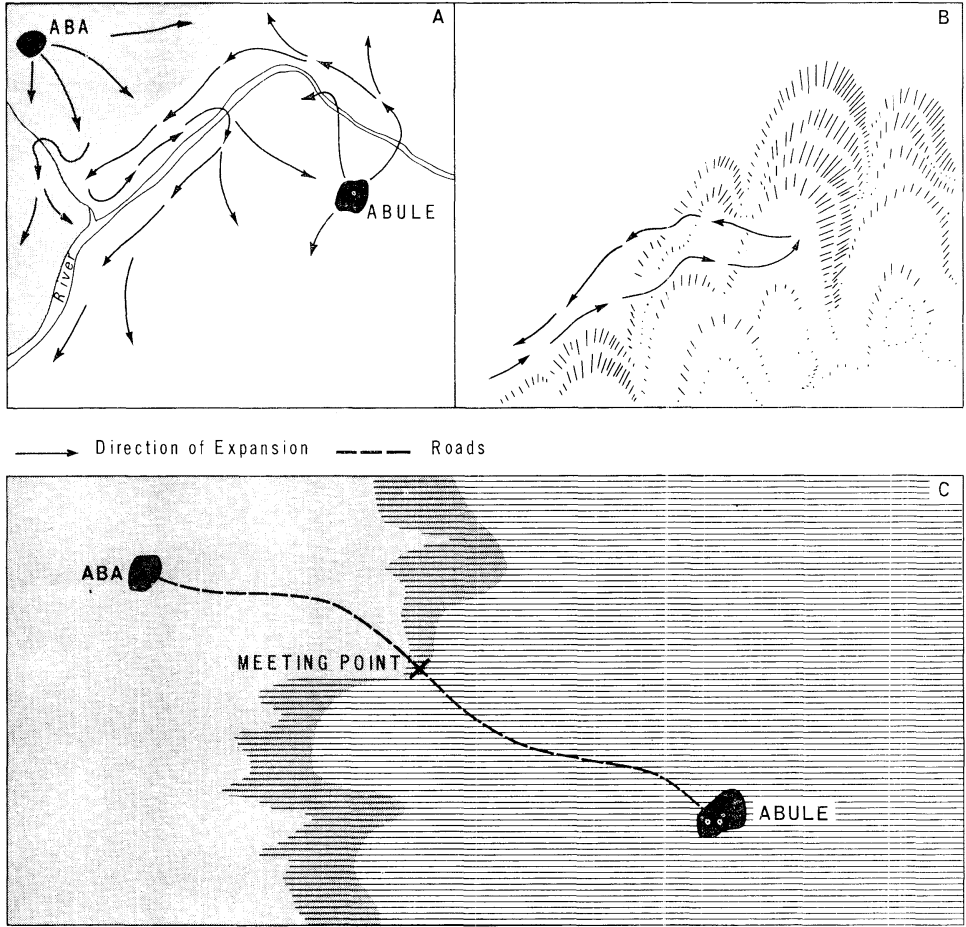 A
B
ABA
ABULE
River
Direction of Expansion
Roads
C
ABA
MEETING POINT
ABULE